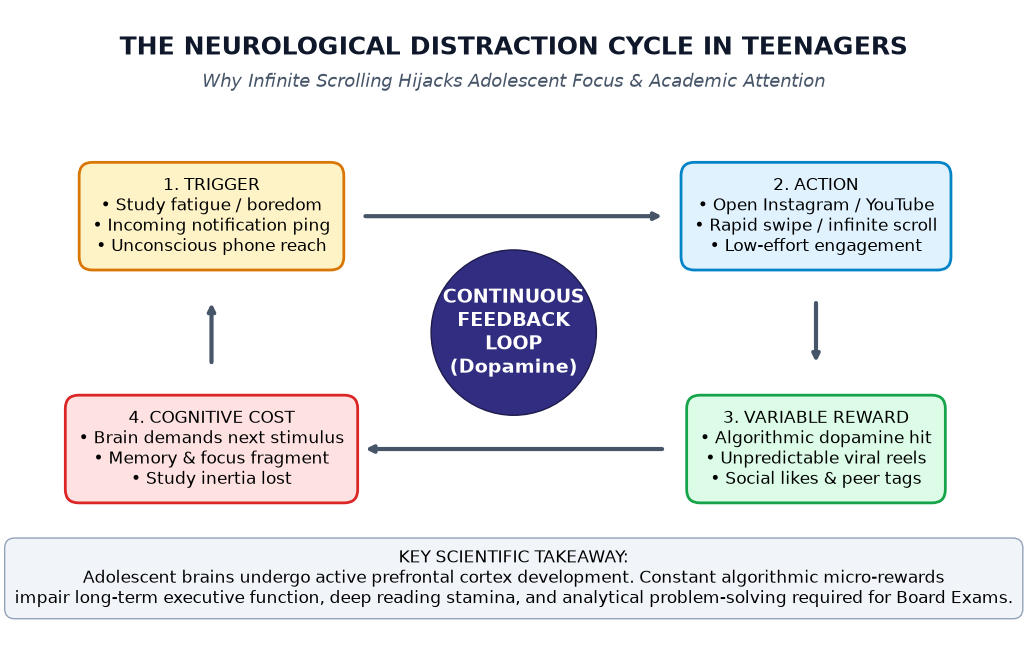 THE NEUROLOGICAL DISTRACTION CYCLE IN TEENAGERS
Why Infinite Scrolling Hijacks Adolescent Focus & Academic Attention
1. TRIGGER
• Study fatigue / boredom
• Incoming notification ping
• Unconscious phone reach
2. ACTION
• Open Instagram / YouTube
• Rapid swipe / infinite scroll
• Low-effort engagement
CONTINUOUS
FEEDBACK
LOOP
(Dopamine)
3. VARIABLE REWARD
• Algorithmic dopamine hit
• Unpredictable viral reels
• Social likes & peer tags
4. COGNITIVE COST
• Brain demands next stimulus
• Memory & focus fragment
• Study inertia lost
KEY SCIENTIFIC TAKEAWAY:
Adolescent brains undergo active prefrontal cortex development. Constant algorithmic micro-rewards
impair long-term executive function, deep reading stamina, and analytical problem-solving required for Board Exams.